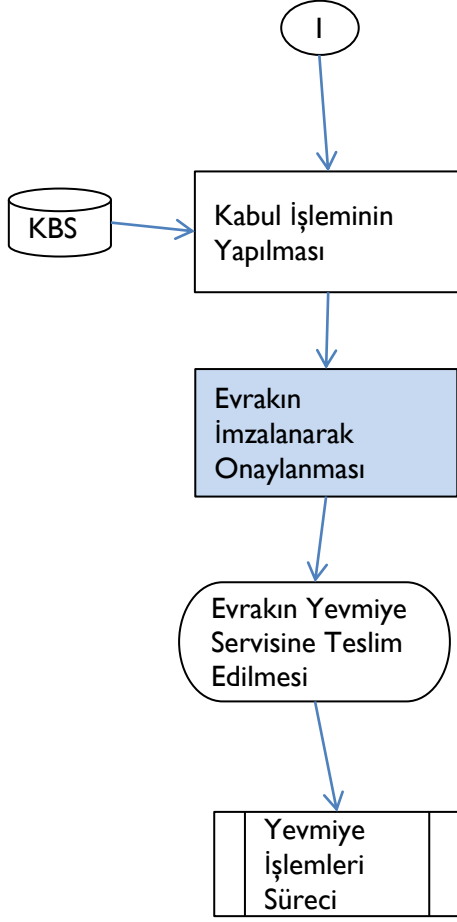 I
KBS
Kabul İşleminin
Yapılması
Evrakın
İmzalanarak
Onaylanması
Evrakın Yevmiye
Servisine Teslim
Edilmesi
Yevmiye
İşlemleri
Süreci